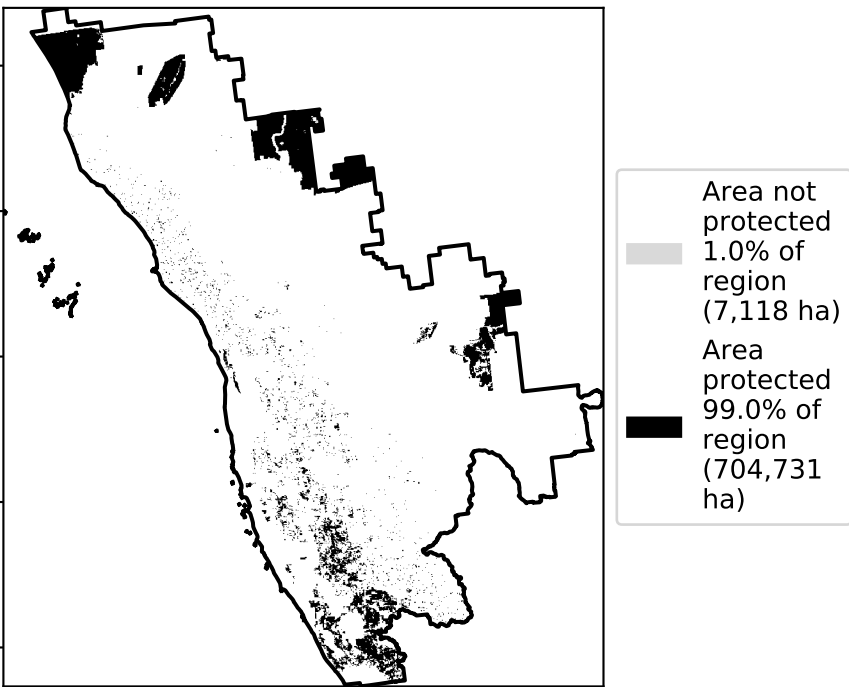 Area not
protected
1.0% of
region
(7,118 ha)
Area
protected
99.0% of
region
(704,731
ha)